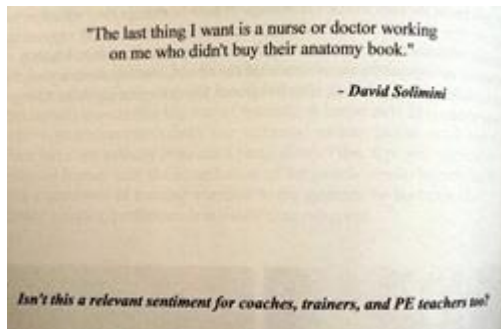 "The last thing I want is a nurse or doctor working
on me who didn't buy their anatomy book."
- David Solimini
Isn't this a relevant sentiment for coaches, trainers, and PE teachers too?